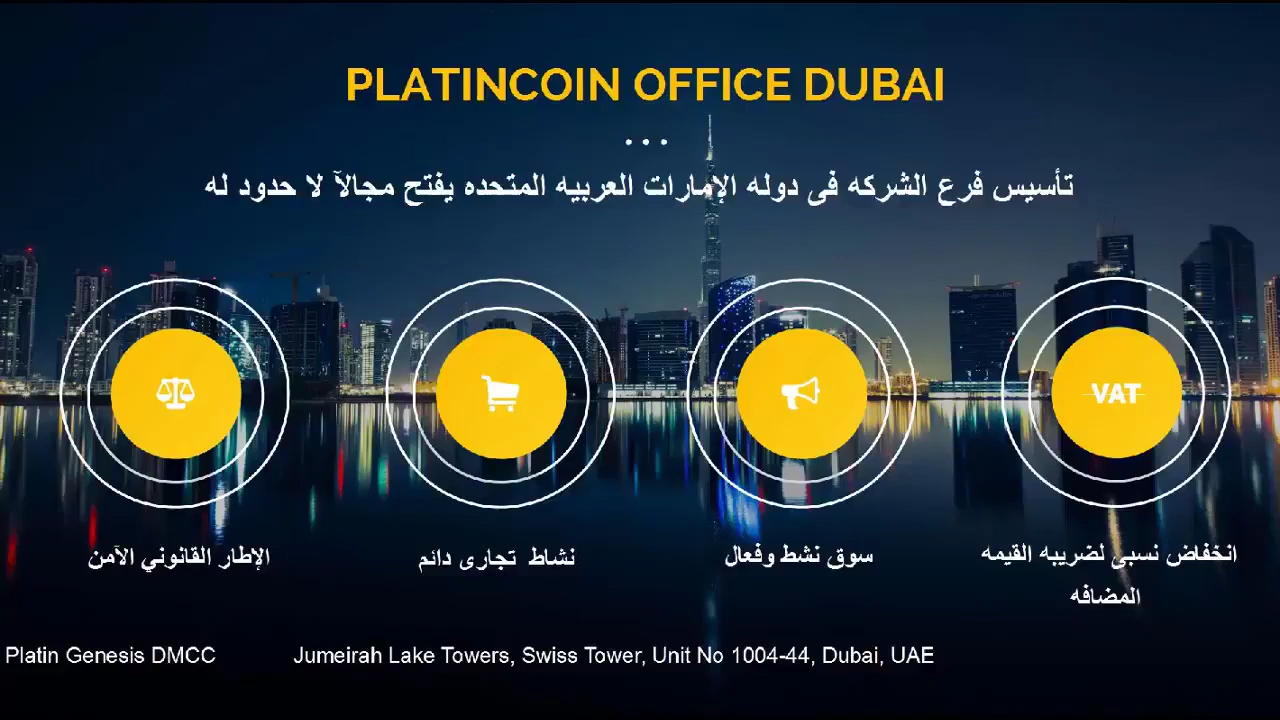 PLATINCOIN OFFICE DUBAI
...
تأسيس فرع الشركه فى دوله الإمارات العربيه المتحده يفتح مجالآ لا حدود له
VAT
انخفاض نسبى لضريبه القيمه
المضافه
سوق نشط وفعال
نشاط تجارى دائم
الإطار القانوني الآمن
Platin Genesis DMCC
Jumeirah Lake Towers, Swiss Tower, Unit No 1004-44, Dubai, UAE